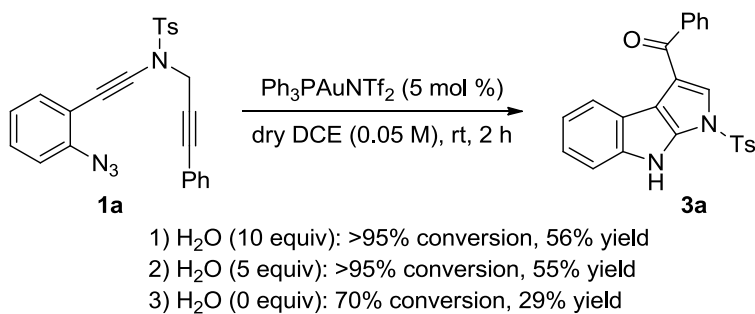 Ts
N
N₃
Ph
1a
Ph₃PAuNTf₂ (5 mol %)
dry DCE (0.05 M), rt, 2 h
O
Ph
N
Ts
N
H
3a
1) H₂O (10 equiv): >95% conversion, 56% yield
2) H₂O (5 equiv): >95% conversion, 55% yield
3) H₂O (0 equiv): 70% conversion, 29% yield